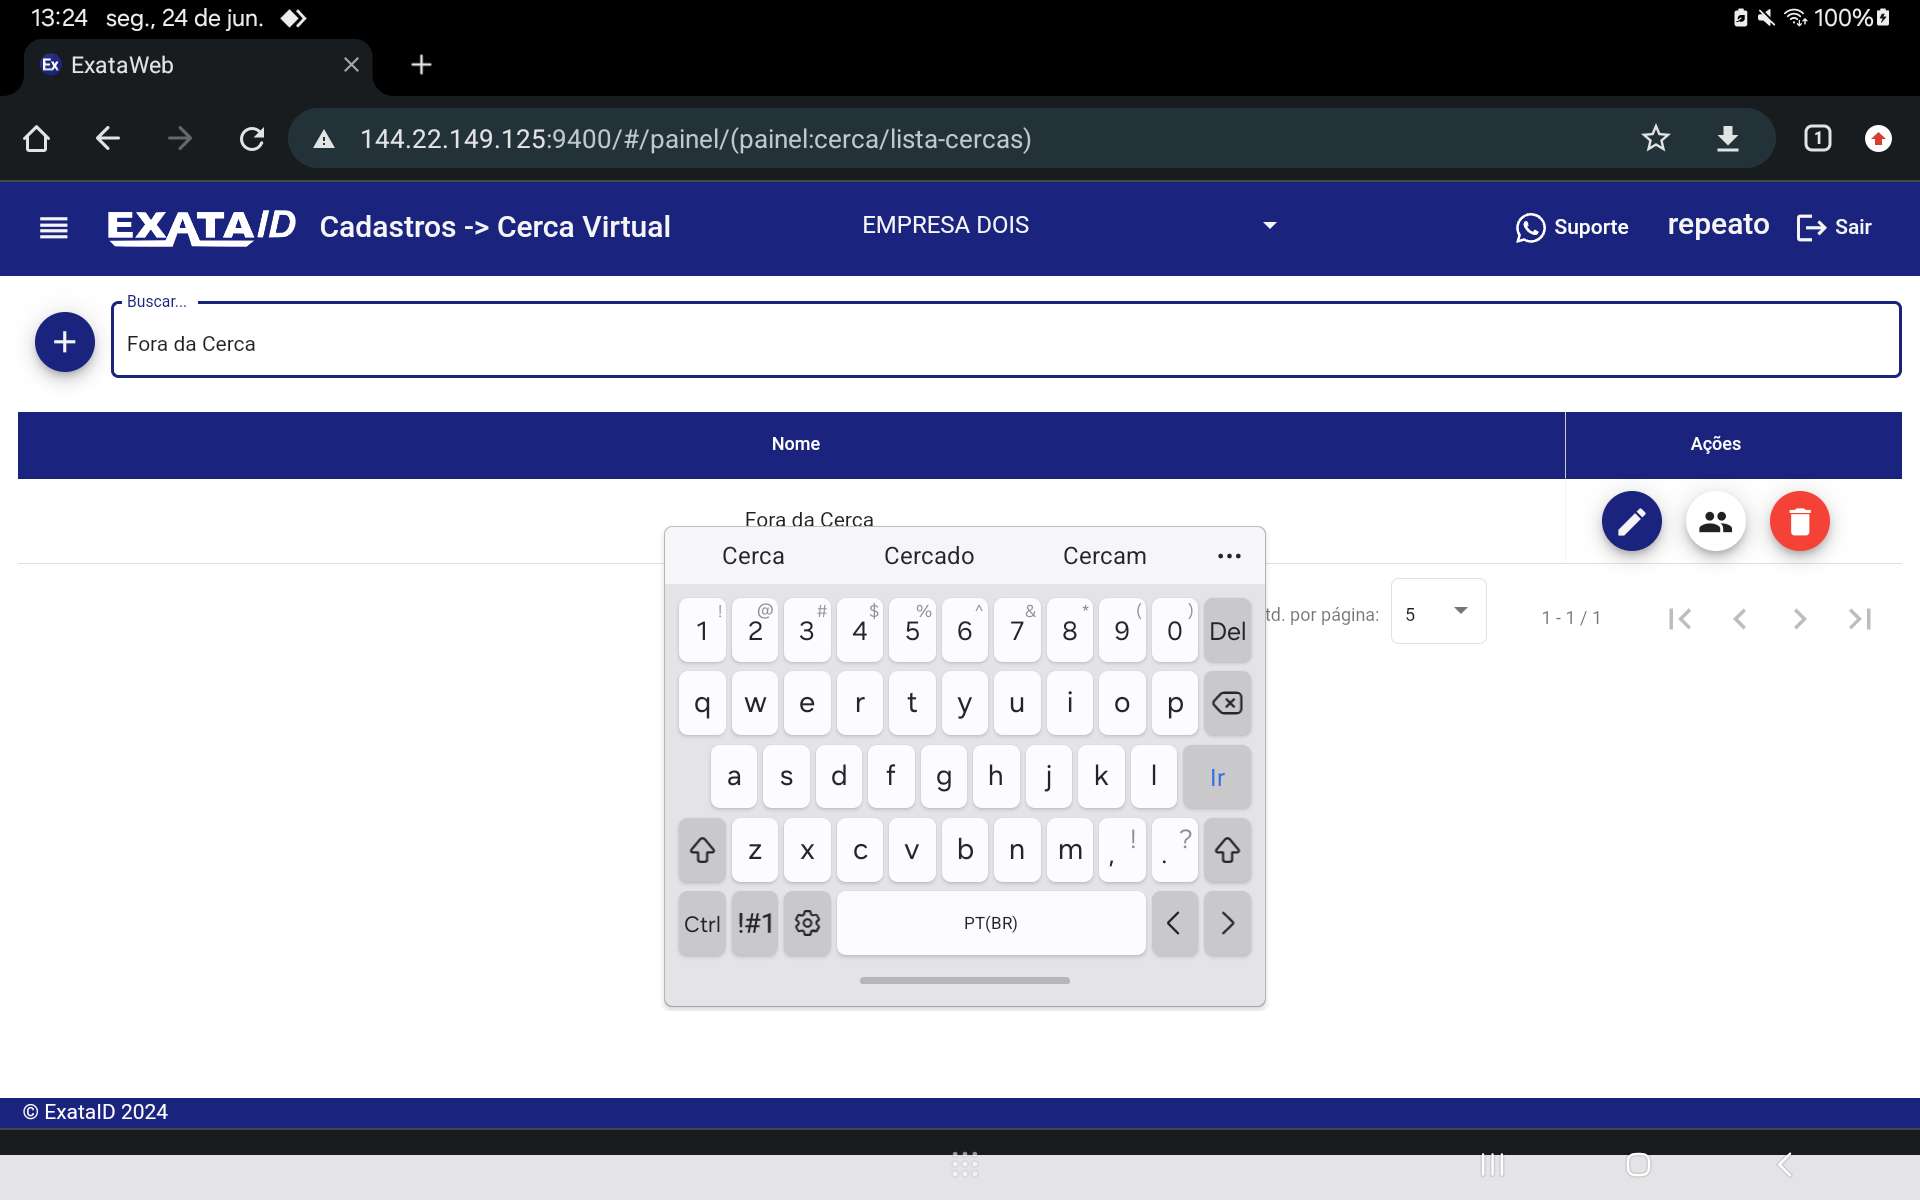 13:24 seg., 24 de jun. 100%
Ex ExataWeb
144.22.149.125:9400/#/painel/(painel:cerca/lista-cercas) 1
EXATAID Cadastros -> Cerca Virtual EMPRESA DOIS Suporte repeato Sair
Buscar...
Fora da Cerca
Nome Ações
Fora da Cerca
Cerca Cercado Cercam ...
td. por página: 5 1 - 1 / 1
! @ # $ % ^ & * ( )
1 2 3 4 5 6 7 8 9 0 Del
q w e r t y u i o p
a s d f g h j k l Ir
z x c v b n m , ! . ?
Ctrl !#1 PT(BR) < >
© ExataID 2024